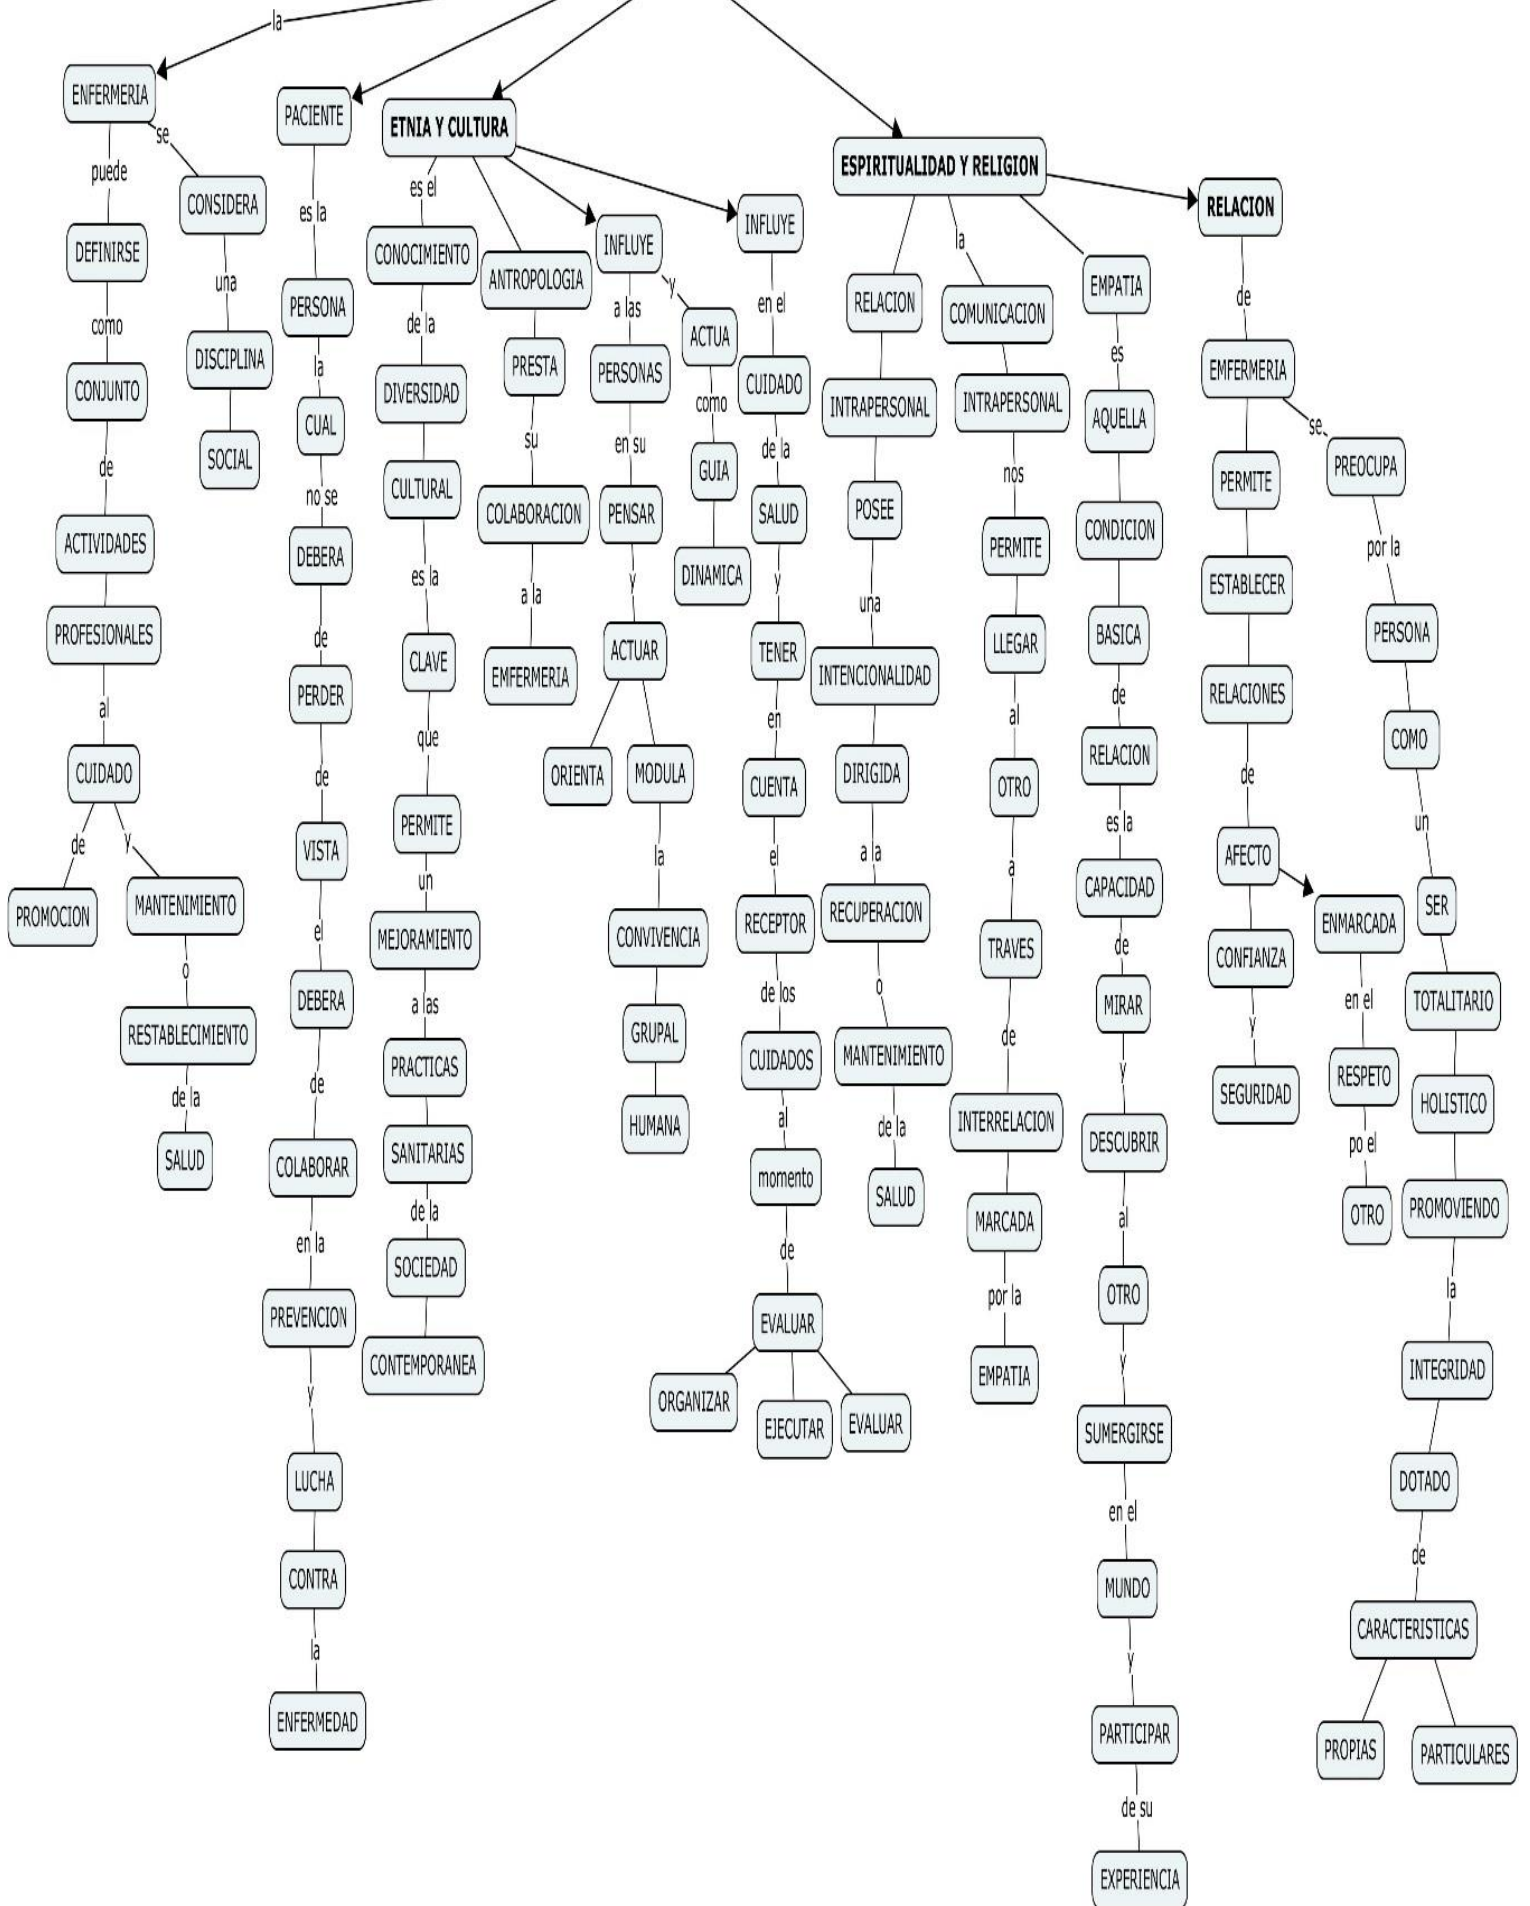 la
ENFERMERIA
puede
DEFINIRSE
como
CONJUNTO
de
ACTIVIDADES
PROFESIONALES
al
CUIDADO
de
PROMOCION
y
MANTENIMIENTO
o
RESTABLECIMIENTO
de la
SALUD
se
CONSIDERA
una
DISCIPLINA
SOCIAL
PACIENTE
es la
PERSONA
la
CUAL
no se
DEBERA
de
PERDER
de
VISTA
el
DEBERA
de
COLABORAR
en la
PREVENCION
y
LUCHA
CONTRA
la
ENFERMEDAD
ETNIA Y CULTURA
es el
CONOCIMIENTO
de la
DIVERSIDAD
CULTURAL
es la
CLAVE
que
PERMITE
un
MEJORAMIENTO
a las
PRACTICAS
SANITARIAS
de la
SOCIEDAD
CONTEMPORANEA
ANTROPOLOGIA
PRESTA
su
COLABORACION
a la
EMFERMERIA
INFLUYE
a las
PERSONAS
en su
PENSAR
y
ACTUAR
ORIENTA
MODULA
la
CONVIVENCIA
GRUPAL
HUMANA
y
ACTUA
como
GUIA
DINAMICA
INFLUYE
en el
CUIDADO
de la
SALUD
y
TENER
en
CUENTA
el
RECEPTOR
de los
CUIDADOS
al
momento
de
EVALUAR
ORGANIZAR
EJECUTAR
EVALUAR
ESPIRITUALIDAD Y RELIGION
RELACION
INTRAPERSONAL
POSEE
una
INTENCIONALIDAD
DIRIGIDA
a la
RECUPERACION
o
MANTENIMIENTO
de la
SALUD
la
COMUNICACION
INTRAPERSONAL
nos
PERMITE
LLEGAR
al
OTRO
a
TRAVES
de
INTERRELACION
MARCADA
por la
EMPATIA
EMPATIA
es
AQUELLA
CONDICION
BASICA
de
RELACION
es la
CAPACIDAD
de
MIRAR
y
DESCUBRIR
al
OTRO
y
SUMERGIRSE
en el
MUNDO
y
PARTICIPAR
de su
EXPERIENCIA
RELACION
de
EMFERMERIA
PERMITE
ESTABLECER
RELACIONES
de
AFECTO
CONFIANZA
y
SEGURIDAD
ENMARCADA
en el
RESPETO
po el
OTRO
se
PREOCUPA
por la
PERSONA
COMO
un
SER
TOTALITARIO
HOLISTICO
PROMOVIENDO
la
INTEGRIDAD
DOTADO
de
CARACTERISTICAS
PROPIAS
PARTICULARES